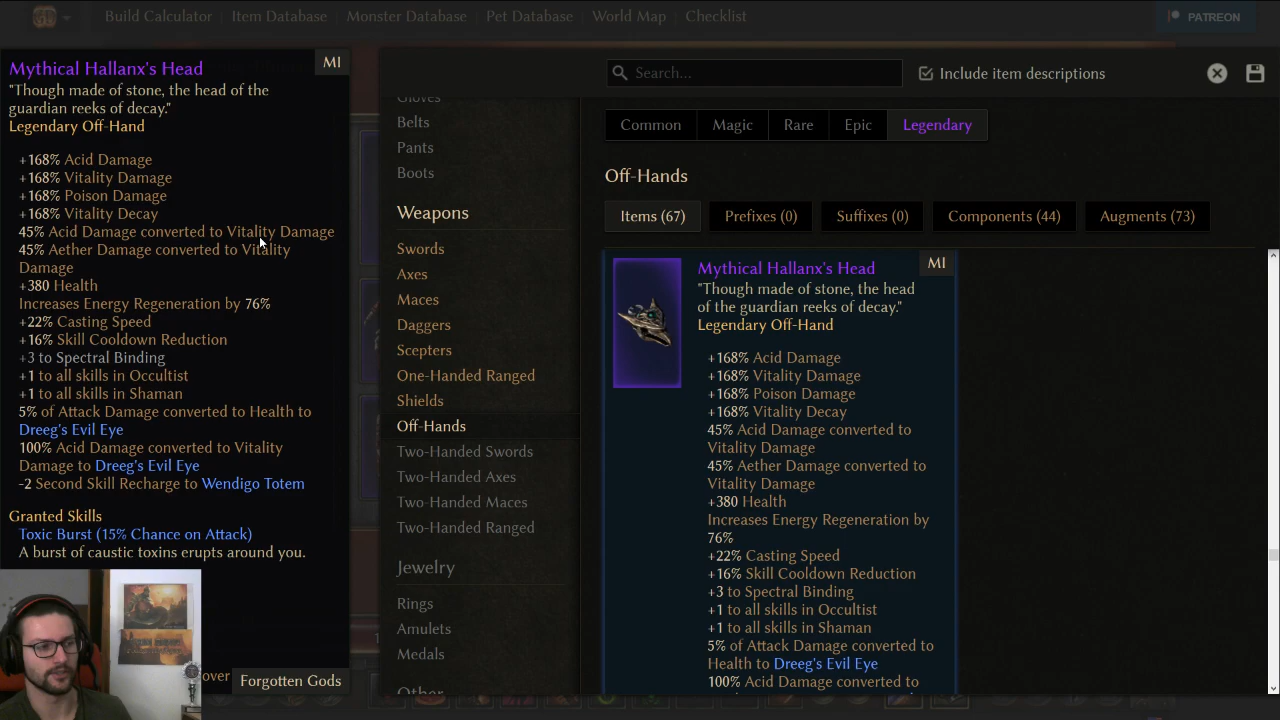 Build Calculator Item Database Monster Database Pet Database World Map Checklist PATREON
Mythical Hallanx's Head MI
"Though made of stone, the head of the
guardian reeks of decay."
Legendary Off-Hand
+168% Acid Damage
+168% Vitality Damage
+168% Poison Damage
+168% Vitality Decay
45% Acid Damage converted to Vitality Damage
45% Aether Damage converted to Vitality
Damage
+380 Health
Increases Energy Regeneration by 76%
+22% Casting Speed
+16% Skill Cooldown Reduction
+3 to Spectral Binding
+1 to all skills in Occultist
+1 to all skills in Shaman
5% of Attack Damage converted to Health to
Dreeg's Evil Eye
100% Acid Damage converted to Vitality
Damage to Dreeg's Evil Eye
-2 Second Skill Recharge to Wendigo Totem
Granted Skills
Toxic Burst (15% Chance on Attack)
A burst of caustic toxins erupts around you.
Forgotten Gods
Gloves
Belts
Pants
Boots
Weapons
Swords
Axes
Maces
Daggers
Scepters
One-Handed Ranged
Shields
Off-Hands
Two-Handed Swords
Two-Handed Axes
Two-Handed Maces
Two-Handed Ranged
Jewelry
Rings
Amulets
Medals
Other
Search... Include item descriptions
Common Magic Rare Epic Legendary
Off-Hands
Items (67) Prefixes (0) Suffixes (0) Components (44) Augments (73)
Mythical Hallanx's Head MI
"Though made of stone, the head
of the guardian reeks of decay."
Legendary Off-Hand
+168% Acid Damage
+168% Vitality Damage
+168% Poison Damage
+168% Vitality Decay
45% Acid Damage converted to
Vitality Damage
45% Aether Damage converted to
Vitality Damage
+380 Health
Increases Energy Regeneration by
76%
+22% Casting Speed
+16% Skill Cooldown Reduction
+3 to Spectral Binding
+1 to all skills in Occultist
+1 to all skills in Shaman
5% of Attack Damage converted to
Health to Dreeg's Evil Eye
100% Acid Damage converted to